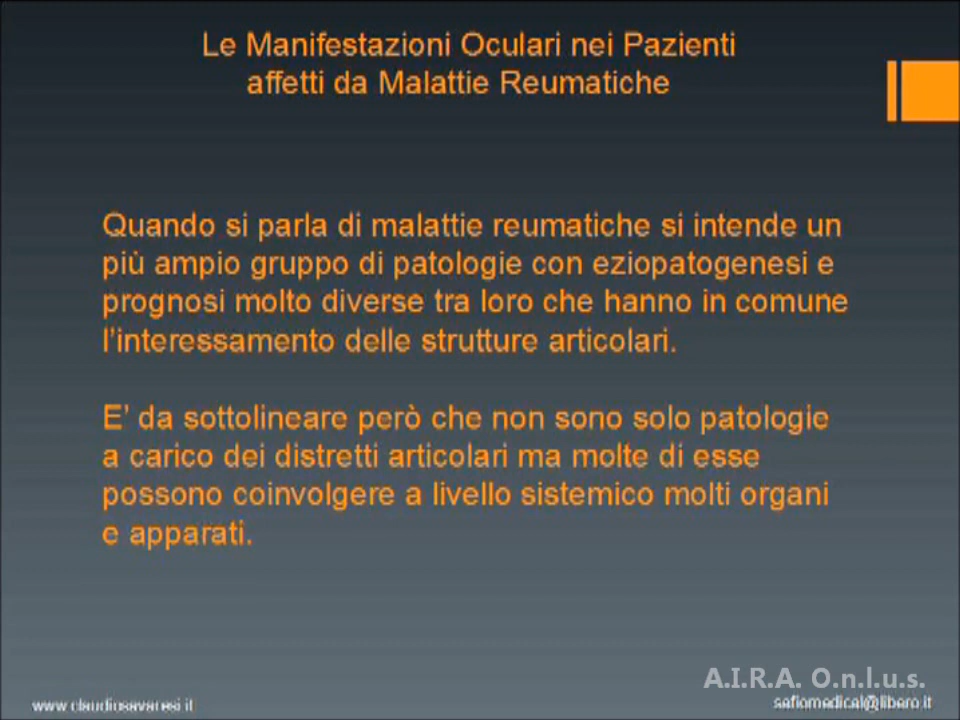 Le Manifestazioni Oculari nei Pazienti
affetti da Malattie Reumatiche
Quando si parla di malattie reumatiche si intende un
più ampio gruppo di patologie con eziopatogenesi e
prognosi molto diverse tra loro che hanno in comune
l'interessamento delle strutture articolari.
E' da sottolineare però che non sono solo patologie
a carico dei distretti articolari ma molte di esse
possono coinvolgere a livello sistemico molti organi
e apparati.
A.I.R.A. O.n.l.u.s.
www.claudiosavaresi.it